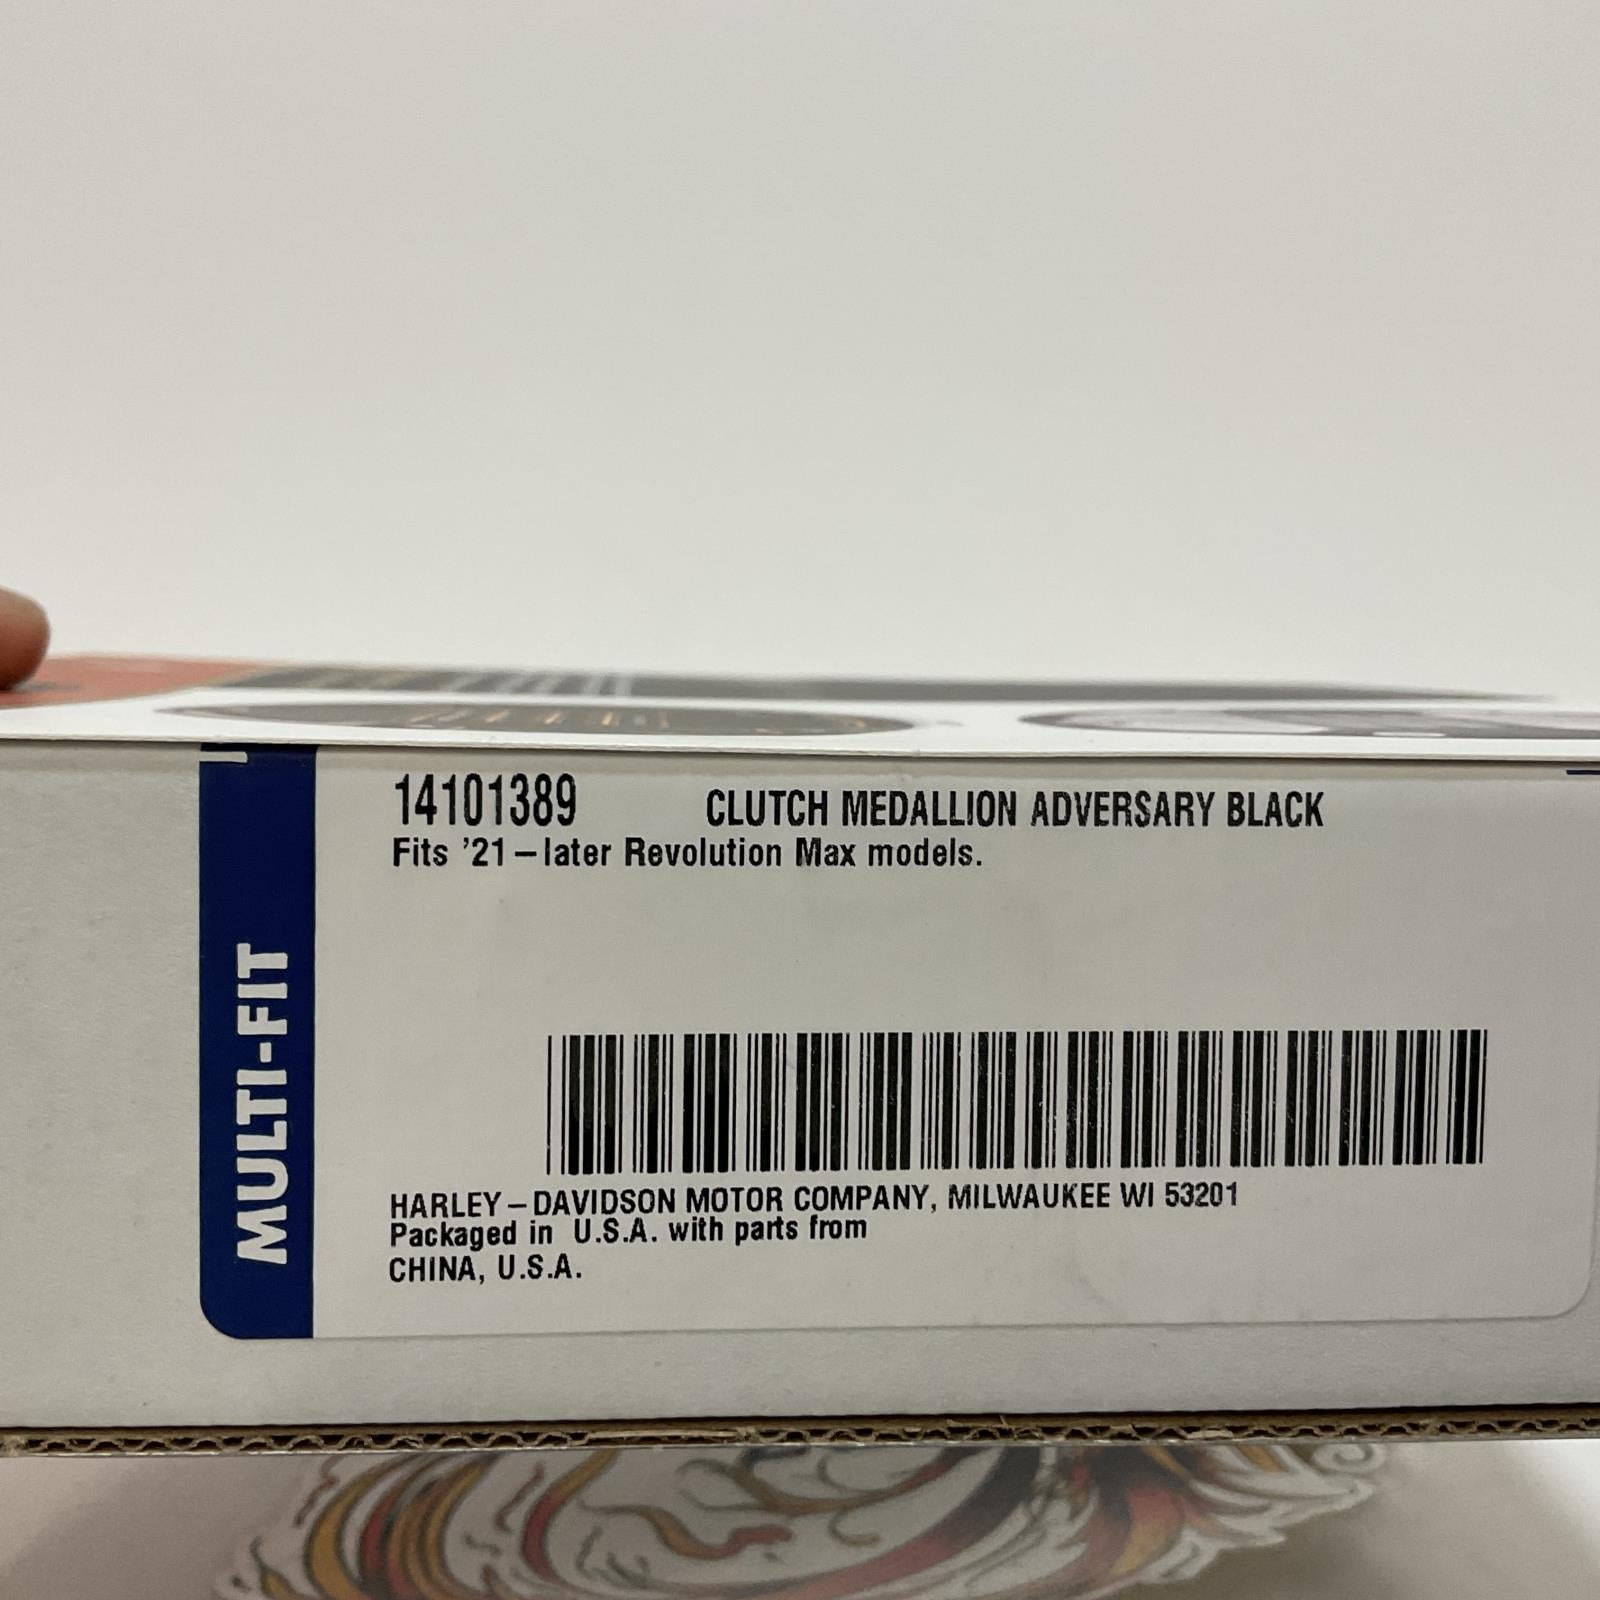 14101389 CLUTCH MEDALLION ADVERSARY BLACK
Fits '21–later Revolution Max models.
MULTI-FIT
HARLEY–DAVIDSON MOTOR COMPANY, MILWAUKEE WI 53201
Packaged in U.S.A. with parts from
CHINA, U.S.A.